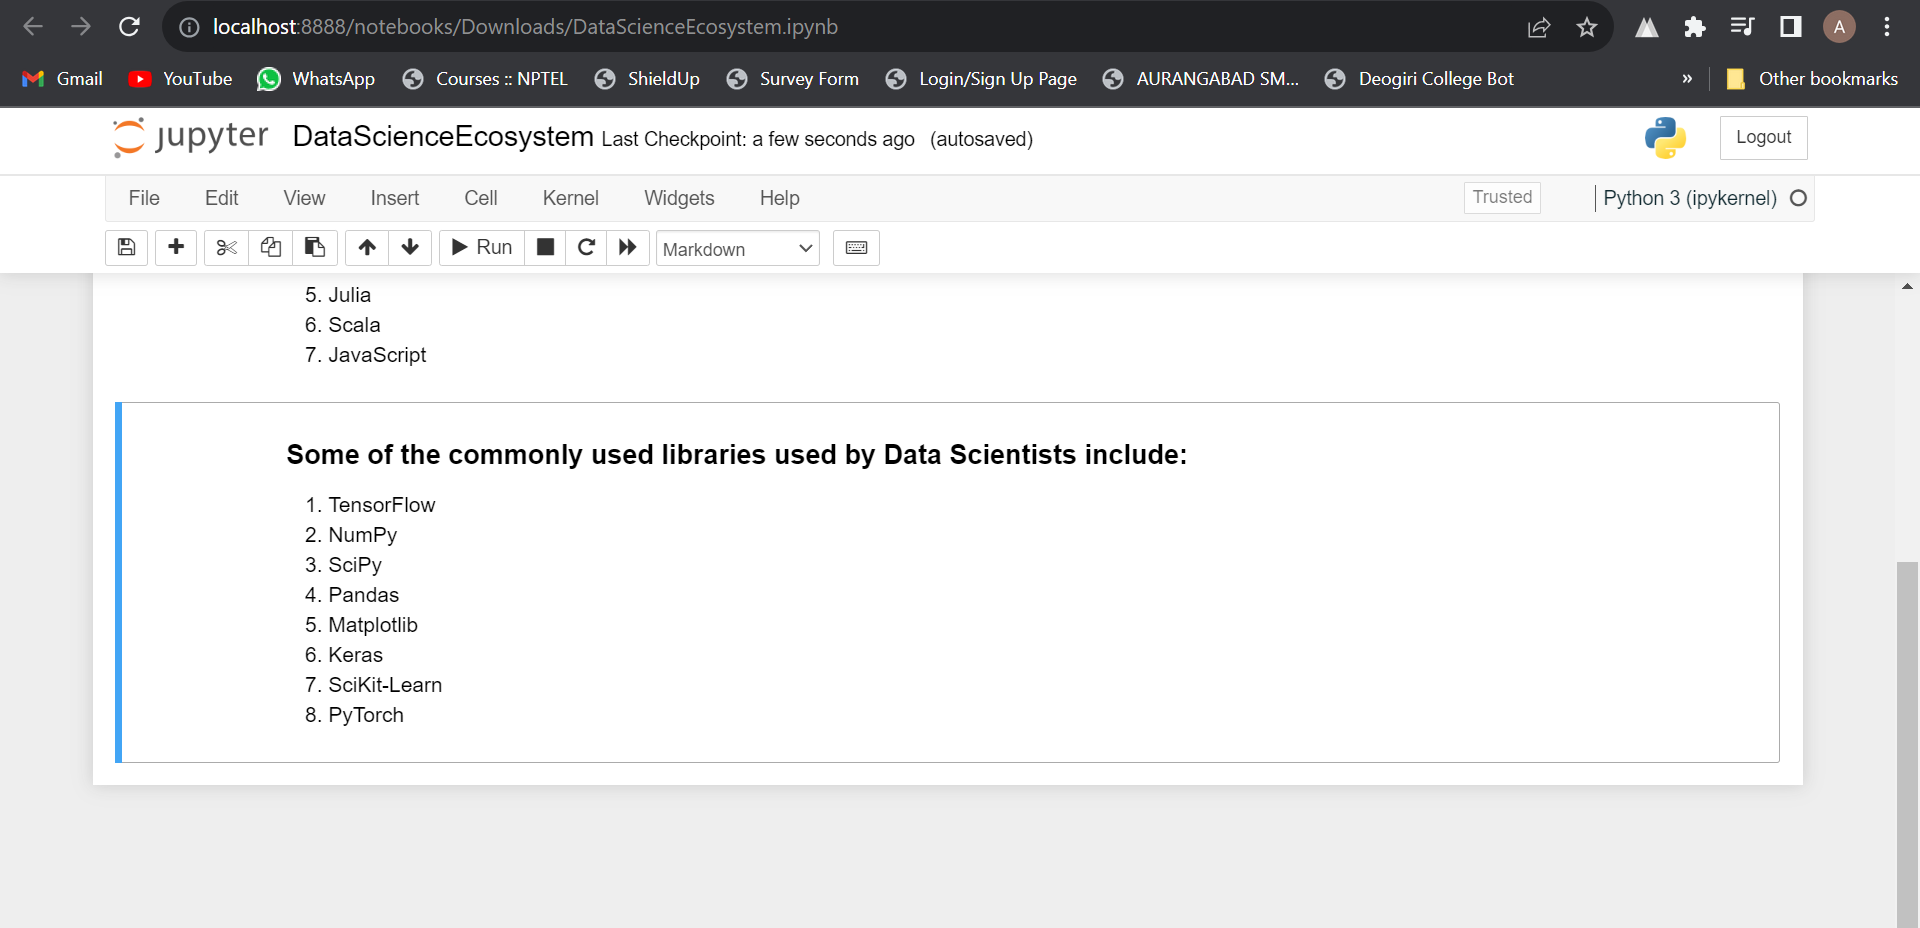 localhost:8888/notebooks/Downloads/DataScienceEcosystem.ipynb
A
Gmail YouTube WhatsApp Courses :: NPTEL ShieldUp Survey Form Login/Sign Up Page AURANGABAD SM... Deogiri College Bot » Other bookmarks
jupyter DataScienceEcosystem Last Checkpoint: a few seconds ago (autosaved) Logout
File Edit View Insert Cell Kernel Widgets Help Trusted Python 3 (ipykernel)
Run Markdown
5. Julia
6. Scala
7. JavaScript
Some of the commonly used libraries used by Data Scientists include:
1. TensorFlow
2. NumPy
3. SciPy
4. Pandas
5. Matplotlib
6. Keras
7. SciKit-Learn
8. PyTorch